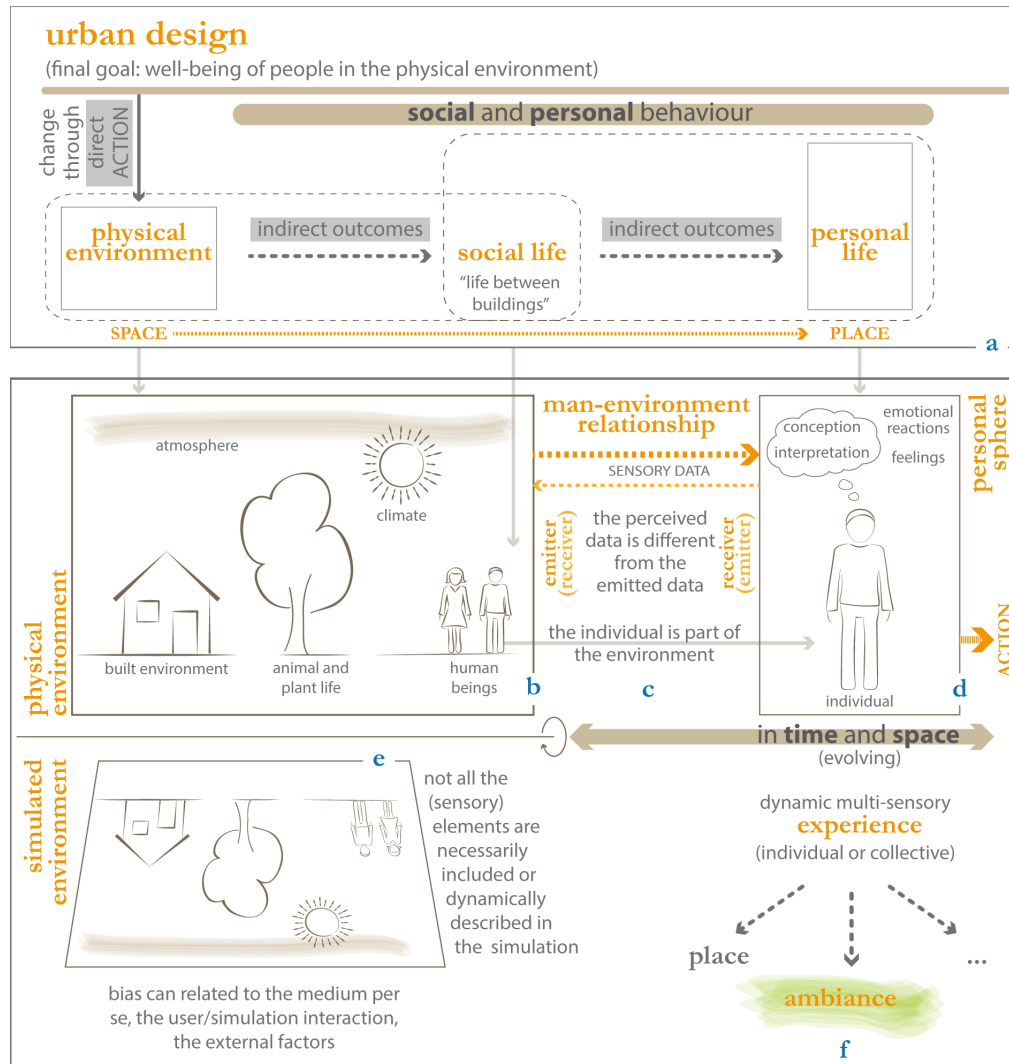 urban design
(final goal: well-being of people in the physical environment)
change
through
direct
ACTION
social and personal behaviour
physical
environment
indirect outcomes
social life
"life between
buildings"
indirect outcomes
personal
life
SPACE
PLACE
a
physical
environment
atmosphere
climate
built environment
animal and
plant life
human
beings
b
man-environment
relationship
SENSORY DATA
emitter
(receiver)
the perceived
data is different
from the
emitted data
receiver
(emitter)
the individual is part of
the environment
c
conception
interpretation
emotional
reactions
feelings
individual
d
personal
sphere
ACTION
in time and space
(evolving)
simulated
environment
e
not all the
(sensory)
elements are
necessarily
included or
dynamically
described in
the simulation
bias can related to the medium per
se, the user/simulation interaction,
the external factors
dynamic multi-sensory
experience
(individual or collective)
place
...
ambiance
f